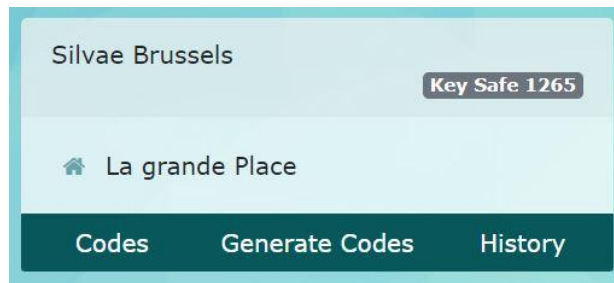 Silvae Brussels
Key Safe 1265
La grande Place
Codes Generate Codes History